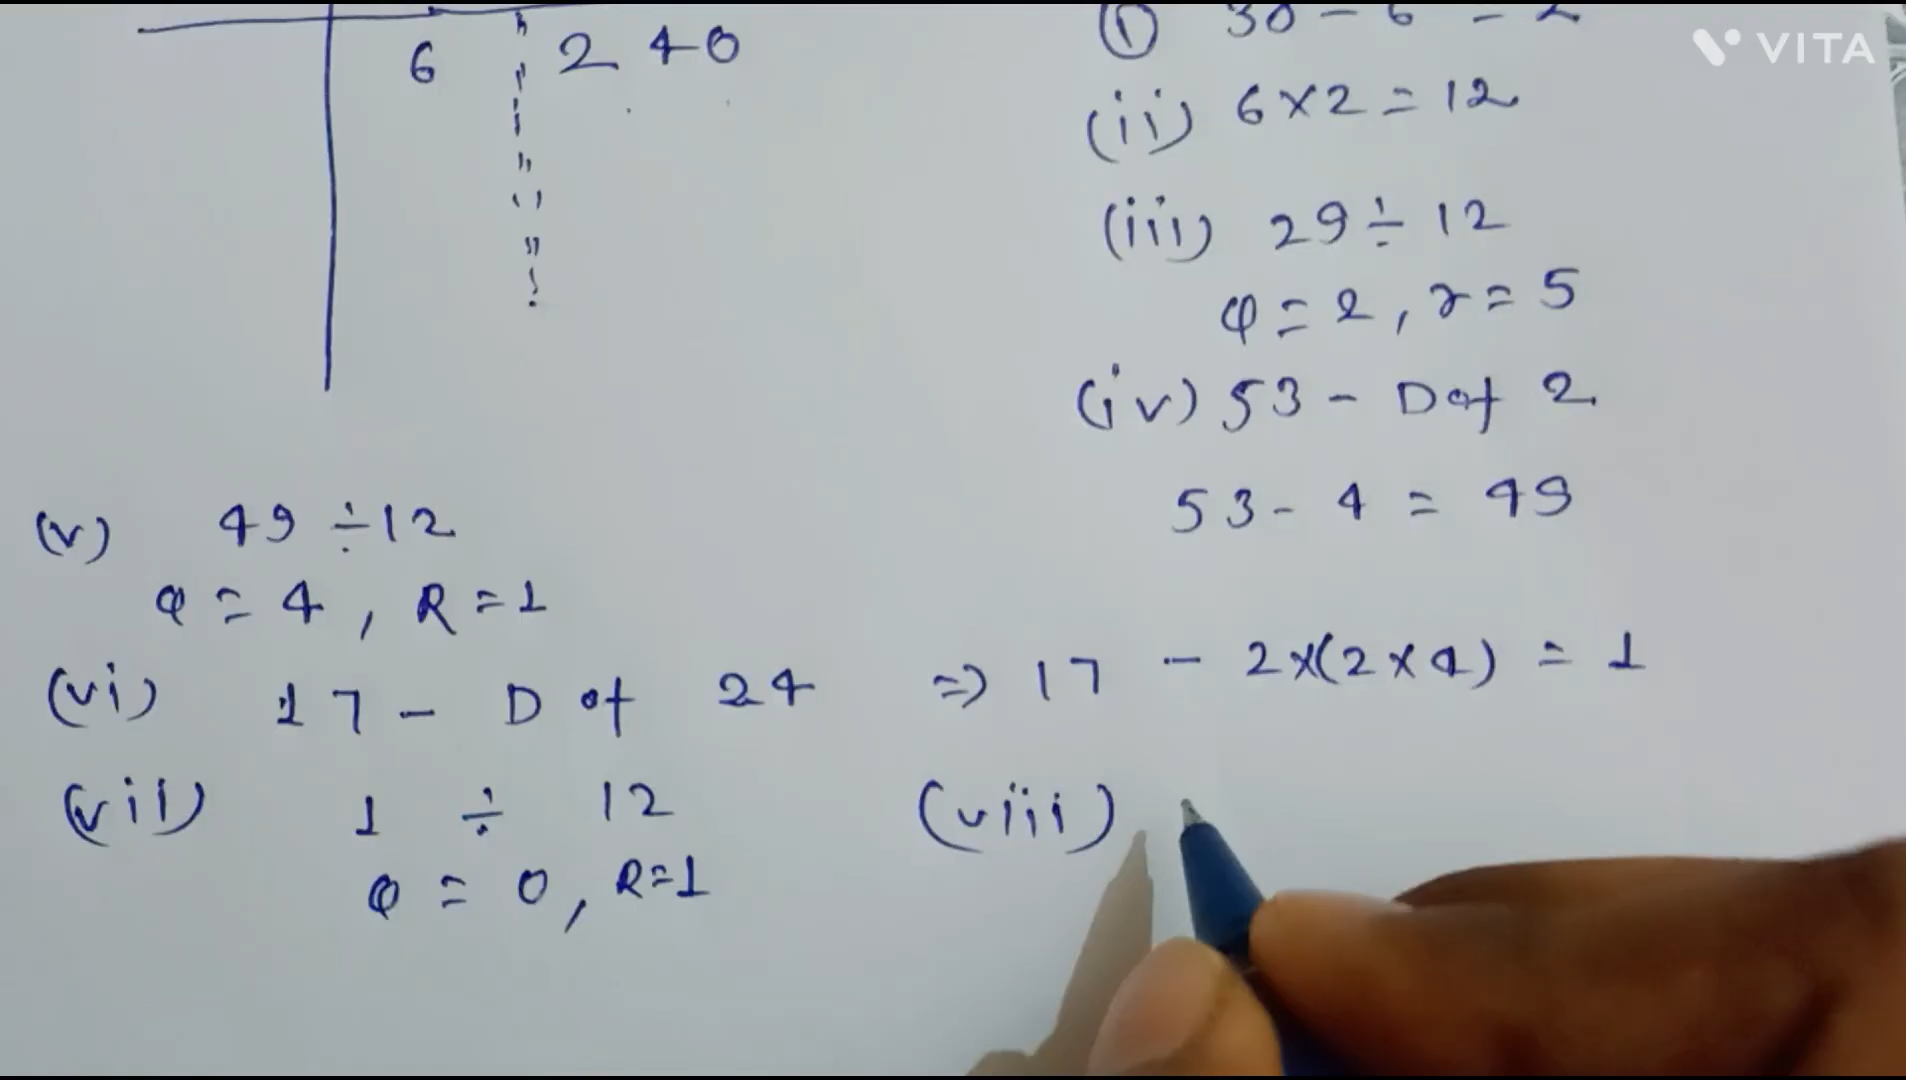 6 2 40
(i) 30 - 6 - 2
(ii) 6×2 = 12
(iii) 29 ÷ 12
Q = 2, r = 5
(iv) 53 - D of 2
53 - 4 = 49
(v) 49 ÷ 12
Q = 4, R = 1
(vi) 17 - D of 24 => 17 - 2×(2×4) = 1
(vii) 1 ÷ 12
Q = 0, R=1
(viii)
VITA